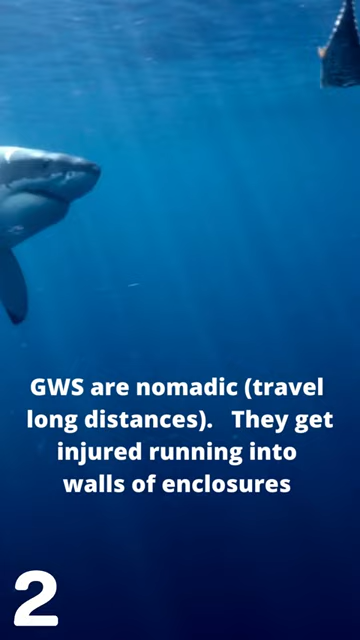 GWS are nomadic (travel
long distances).   They get
injured running into
walls of enclosures
2